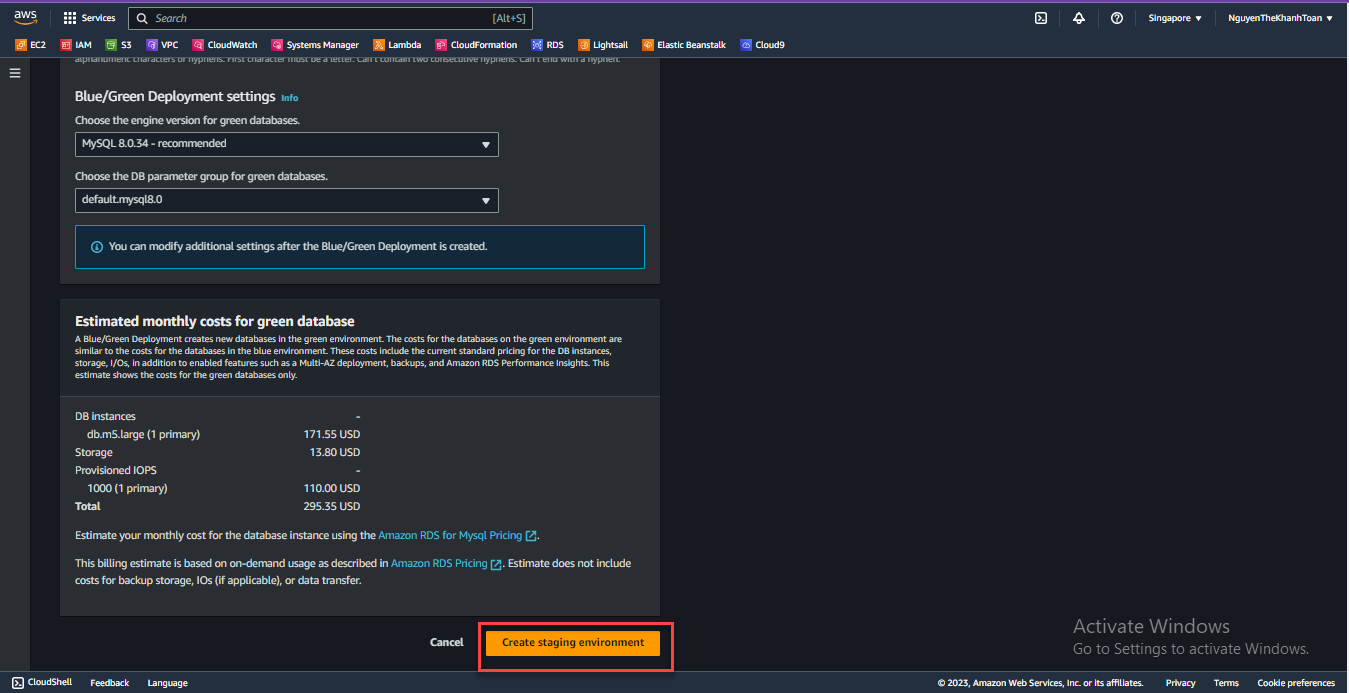 aws
Services
Search
[Alt+S]
Singapore
NguyenTheKhanhToan
EC2
IAM
S3
VPC
CloudWatch
Systems Manager
Lambda
CloudFormation
RDS
Lightsail
Elastic Beanstalk
Cloud9
alphanumeric characters or hyphens. First character must be a letter. Can't contain two consecutive hyphens. Can't end with a hyphen.
Blue/Green Deployment settings Info
Choose the engine version for green databases.
MySQL 8.0.34 - recommended
Choose the DB parameter group for green databases.
default.mysql8.0
You can modify additional settings after the Blue/Green Deployment is created.
Estimated monthly costs for green database
A Blue/Green Deployment creates new databases in the green environment. The costs for the databases on the green environment are
similar to the costs for the databases in the blue environment. These costs include the current standard pricing for the DB instances,
storage, I/Os, in addition to enabled features such as a Multi-AZ deployment, backups, and Amazon RDS Performance Insights. This
estimate shows the costs for the green databases only.
DB instances -
db.m5.large (1 primary) 171.55 USD
Storage 13.80 USD
Provisioned IOPS -
1000 (1 primary) 110.00 USD
Total 295.35 USD
Estimate your monthly cost for the database instance using the Amazon RDS for Mysql Pricing.
This billing estimate is based on on-demand usage as described in Amazon RDS Pricing. Estimate does not include
costs for backup storage, IOs (if applicable), or data transfer.
Cancel
Create staging environment
Activate Windows
Go to Settings to activate Windows.
CloudShell
Feedback
Language
© 2023, Amazon Web Services, Inc. or its affiliates.
Privacy
Terms
Cookie preferences